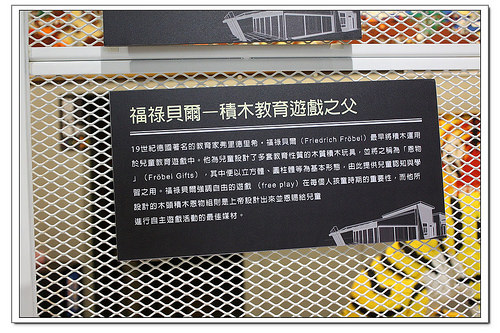 福祿貝爾—積木教育遊戲之父
19世紀德國著名的教育家弗里德里希·福祿貝爾（Friedrich Fröbel）最早將積木運用
於兒童教育遊戲中，他為兒童設計了多套教育性質的木質積木玩具，並將之稱為「恩物
」（Fröbel Gifts），其中便以立方體、圓柱體等為基本形態，由此提供兒童認知與學
習之用。福祿貝爾強調自由的遊戲（free play）在每個人孩童時期的重要性，而他所
設計的木頭積木恩物組則是上帝設計出來並恩賜給兒童
進行自主遊戲活動的最佳媒材。